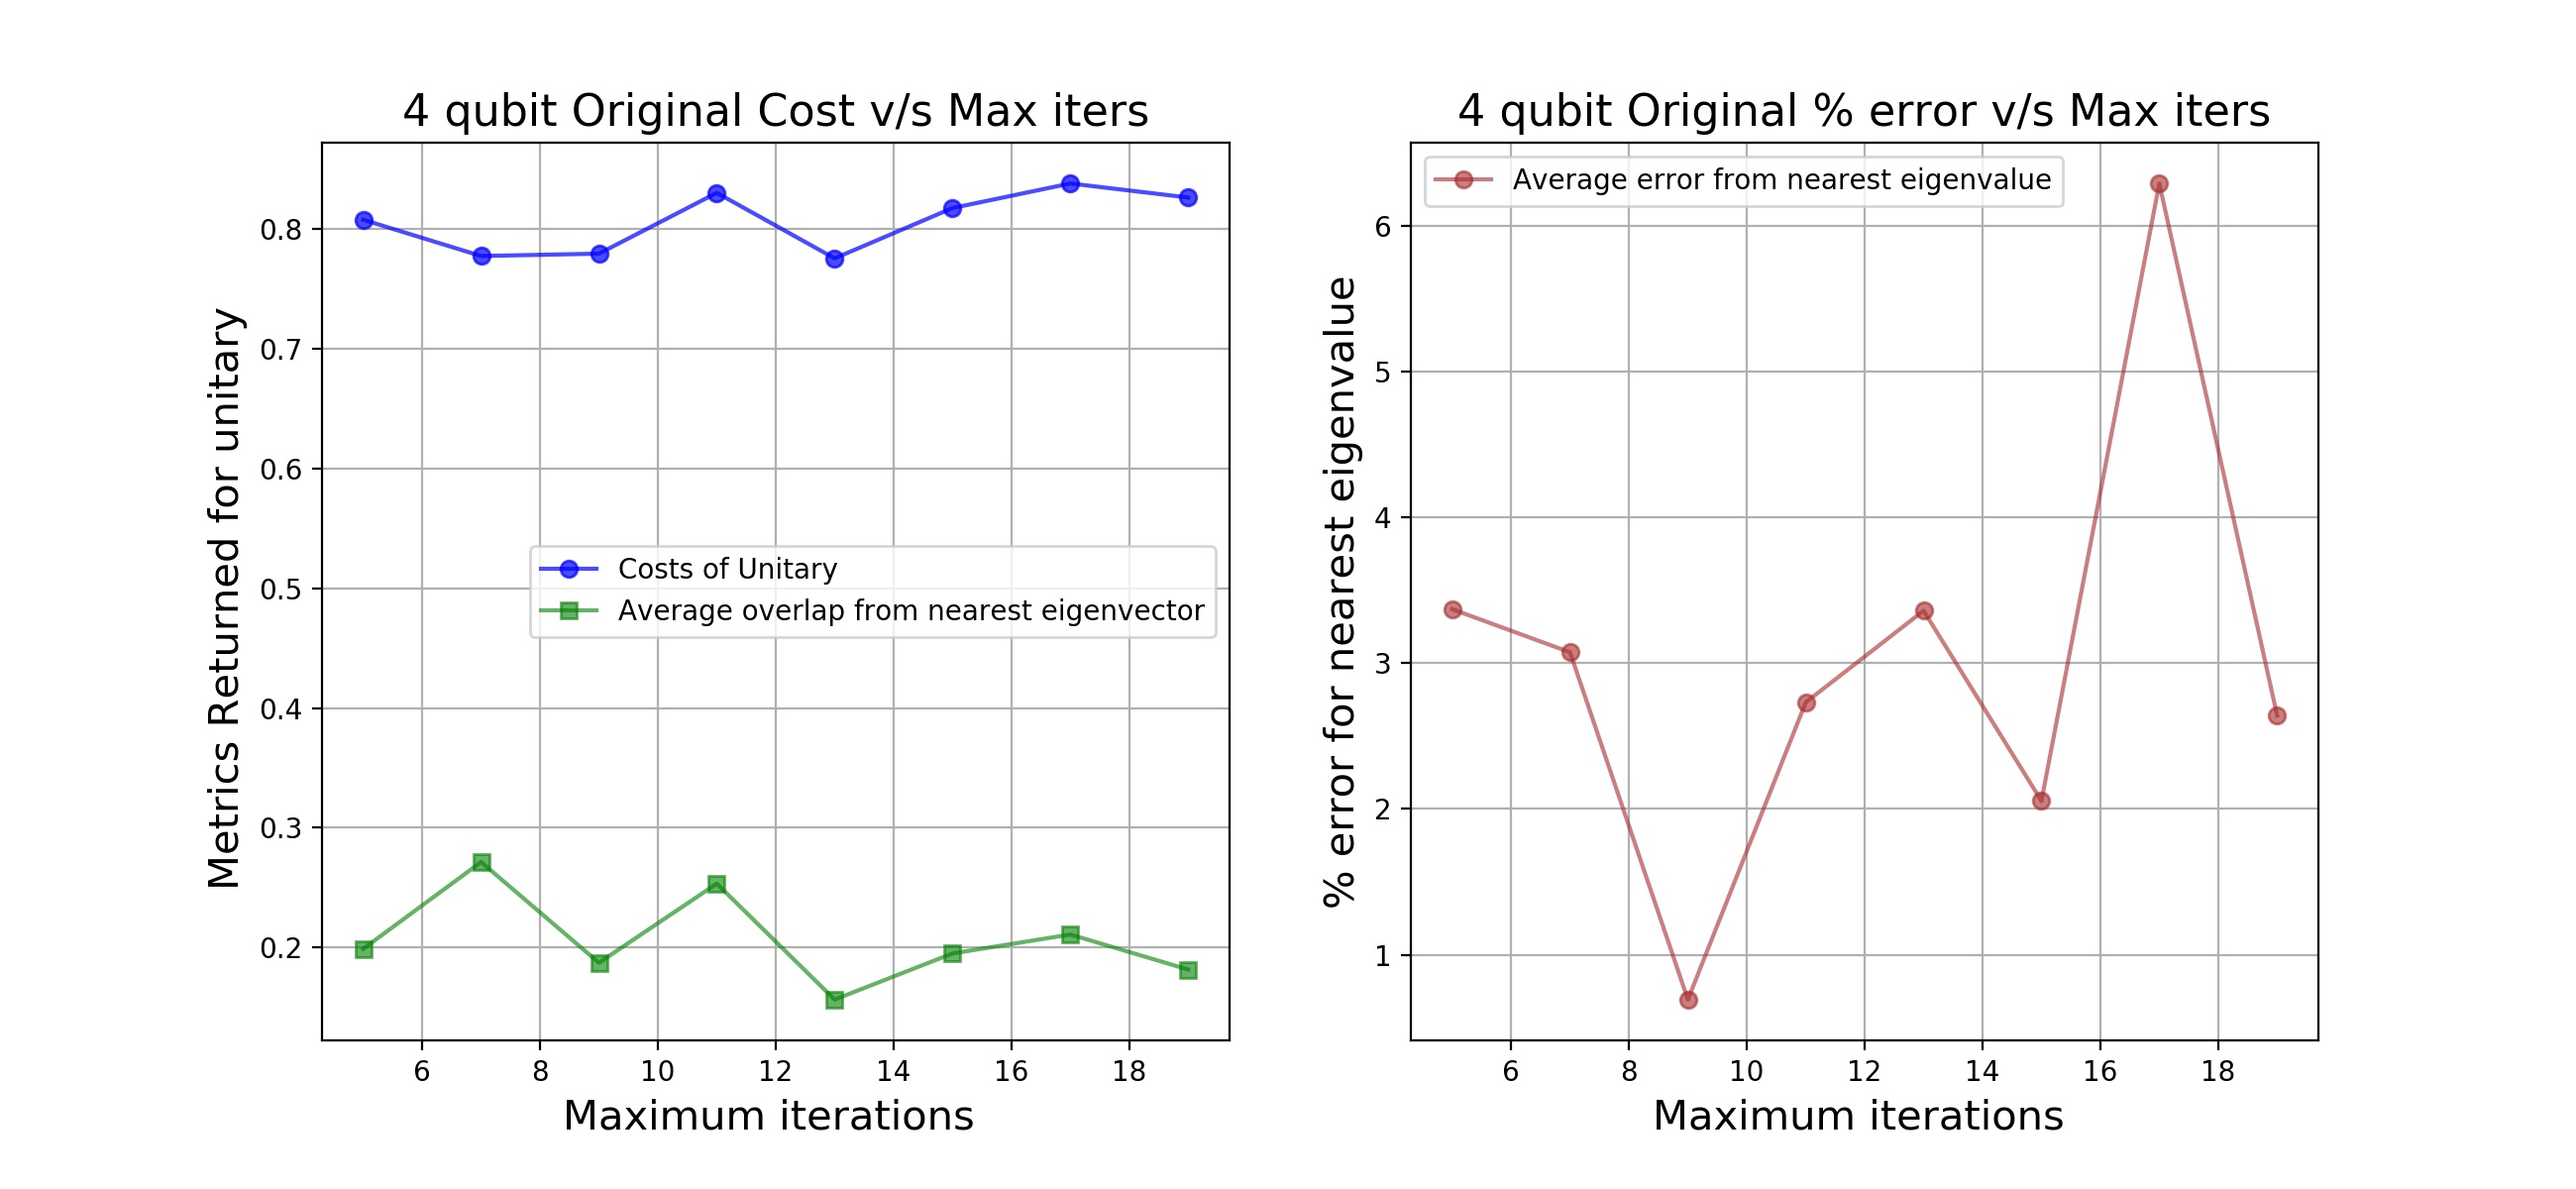 4 qubit Original Cost v/s Max iters
Metrics Returned for unitary
0.8
0.7
0.6
0.5
0.4
0.3
0.2
Costs of Unitary
Average overlap from nearest eigenvector
6 8 10 12 14 16 18
Maximum iterations
4 qubit Original % error v/s Max iters
% error for nearest eigenvalue
Average error from nearest eigenvalue
6
5
4
3
2
1
6 8 10 12 14 16 18
Maximum iterations